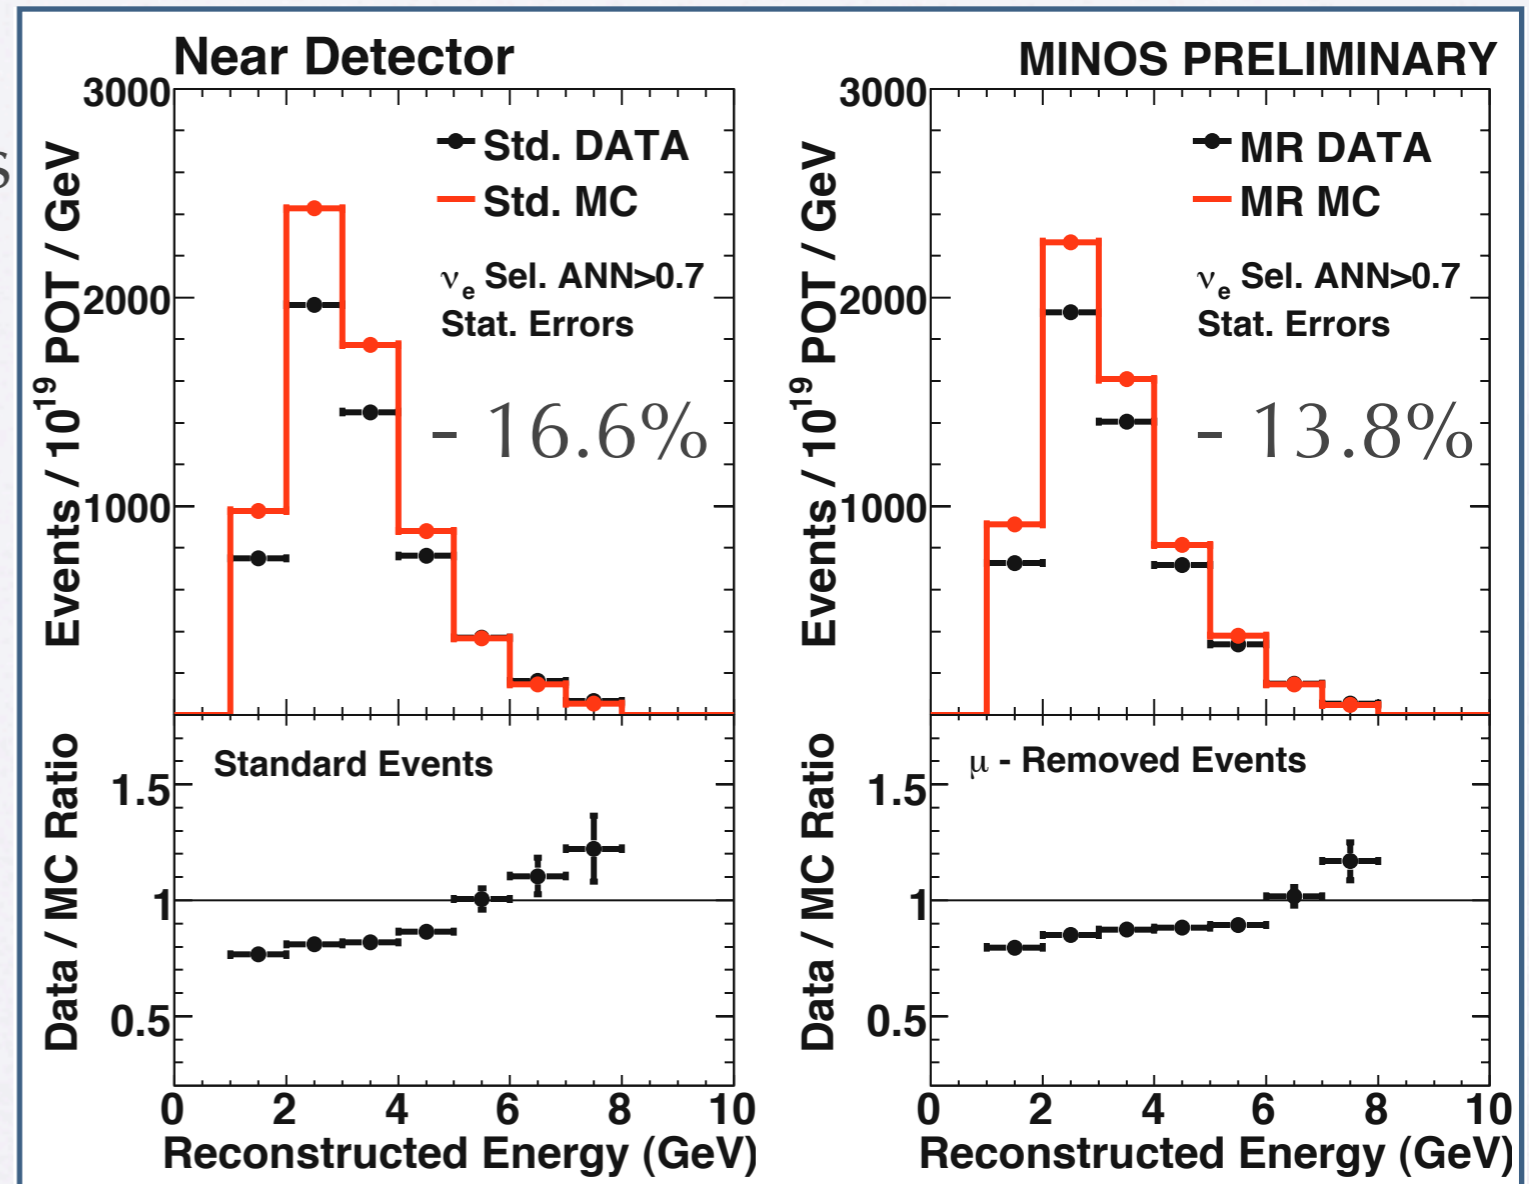 s
Near Detector
MINOS PRELIMINARY
3000
2000
1000
Events / 10¹⁹ POT / GeV
Std. DATA
Std. MC
νe Sel. ANN>0.7
Stat. Errors
- 16.6%
3000
2000
1000
Events / 10¹⁹ POT / GeV
MR DATA
MR MC
νe Sel. ANN>0.7
Stat. Errors
- 13.8%
Standard Events
1.5
1
0.5
Data / MC Ratio
0 2 4 6 8 10
Reconstructed Energy (GeV)
μ - Removed Events
1.5
1
0.5
Data / MC Ratio
0 2 4 6 8 10
Reconstructed Energy (GeV)